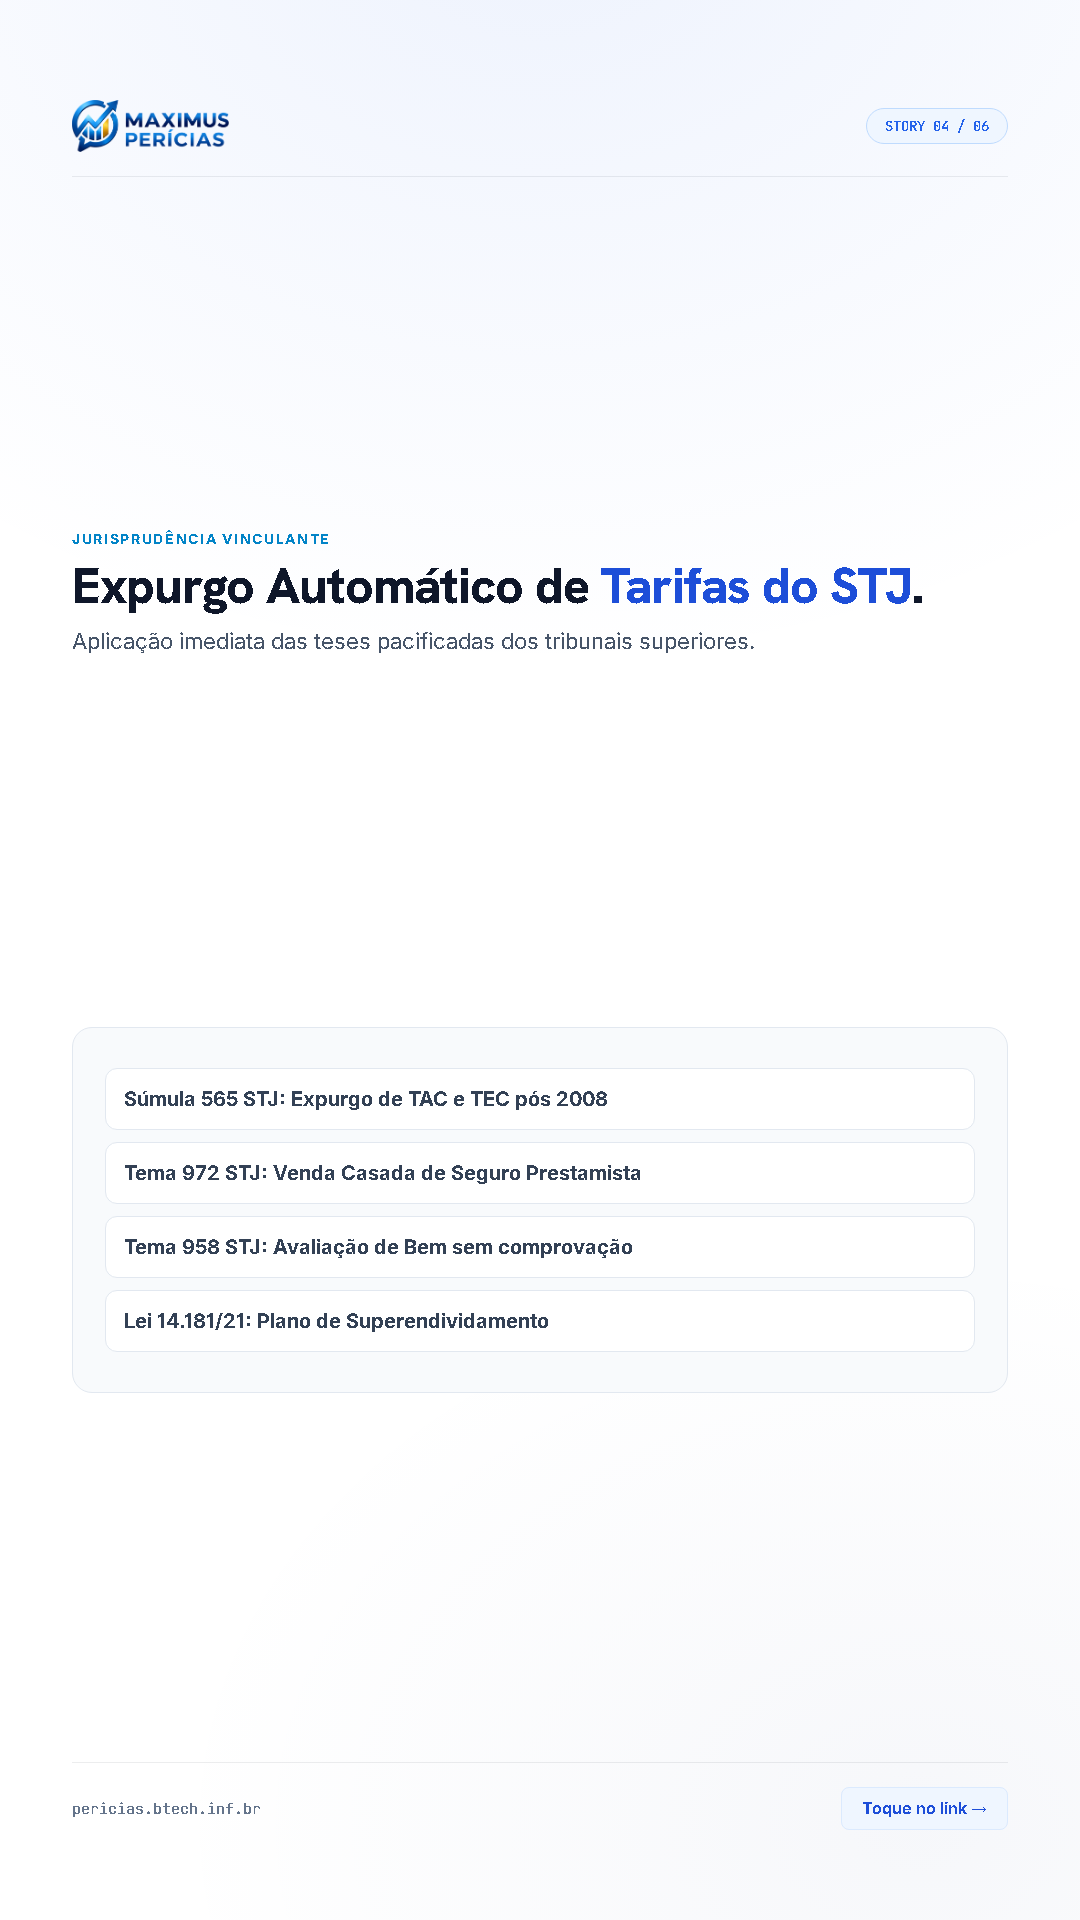 MAXIMUS
PERÍCIAS
STORY 04 / 06
JURISPRUDÊNCIA VINCULANTE
Expurgo Automático de Tarifas do STJ.
Aplicação imediata das teses pacificadas dos tribunais superiores.
Súmula 565 STJ: Expurgo de TAC e TEC pós 2008
Tema 972 STJ: Venda Casada de Seguro Prestamista
Tema 958 STJ: Avaliação de Bem sem comprovação
Lei 14.181/21: Plano de Superendividamento
pericias.btech.inf.br
Toque no link →